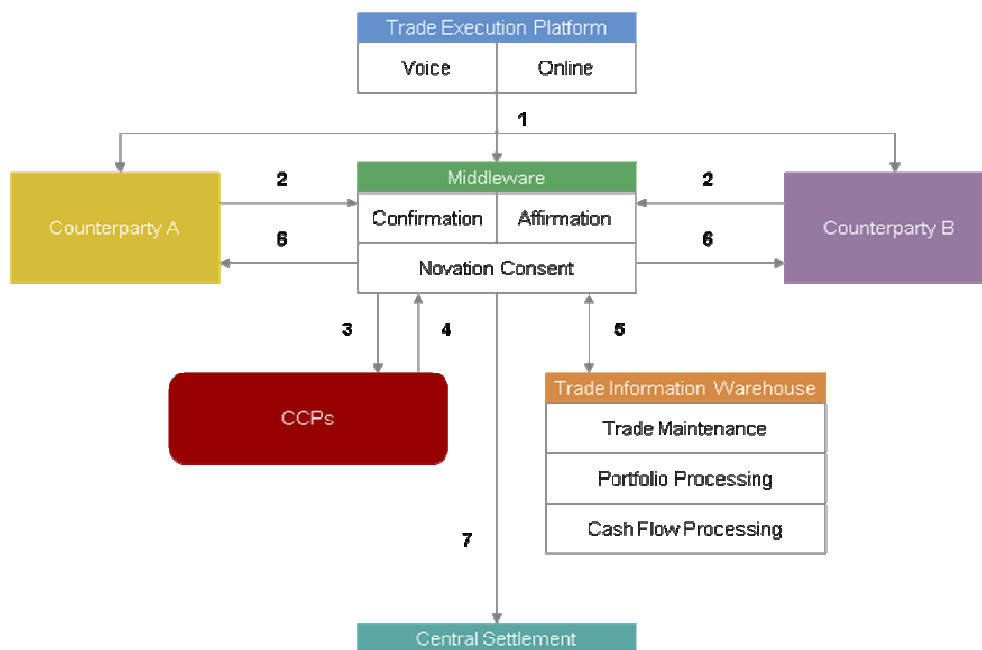 Trade Execution Platform
Voice
Online
1
Counterparty A
2
Middleware
2
Counterparty B
Confirmation
Affirmation
6
Novation Consent
6
3
4
5
CCPs
Trade Information Warehouse
Trade Maintenance
Portfolio Processing
Cash Flow Processing
7
Central Settlement